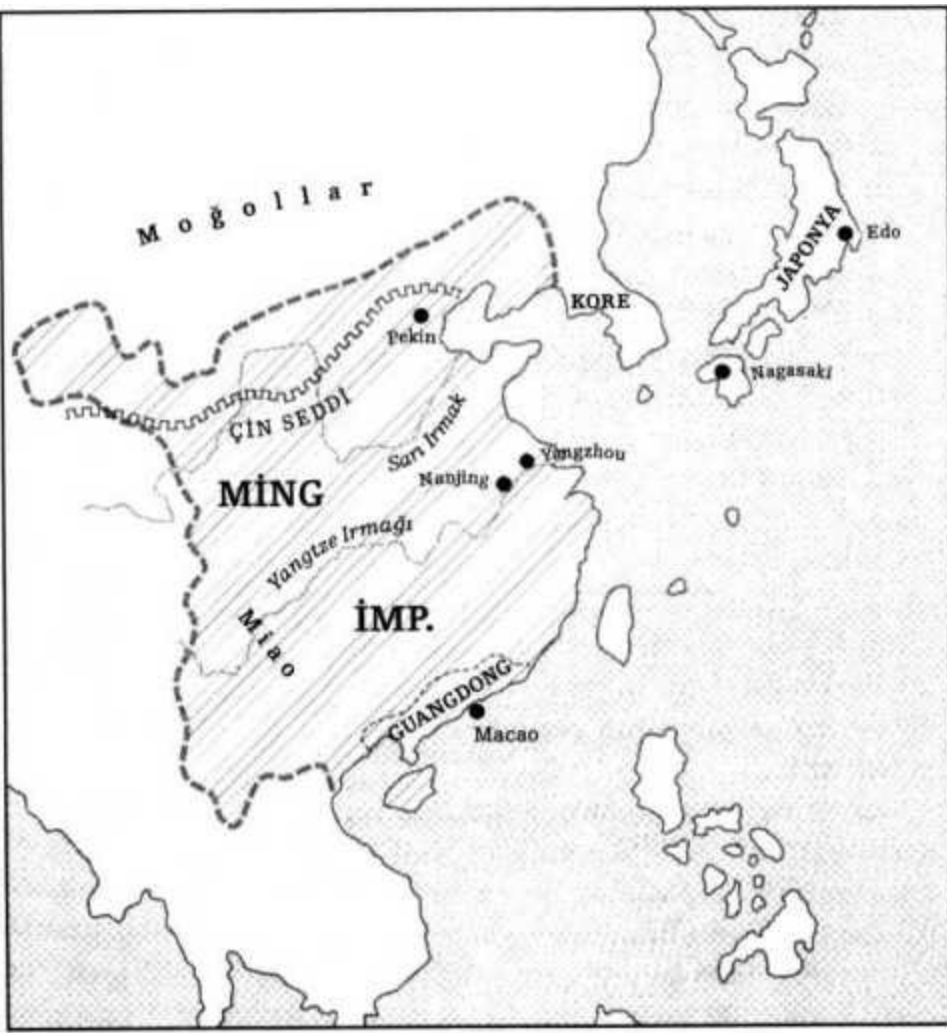 Moğollar
JAPONYA
Edo
KORE
Pekin
Nagasaki
ÇİN SEDDİ
Sarı Irmak
Yangzhou
Nanjing
MİNG
Yangtze Irmağı
İMP.
Miao
GUANGDONG
Macao